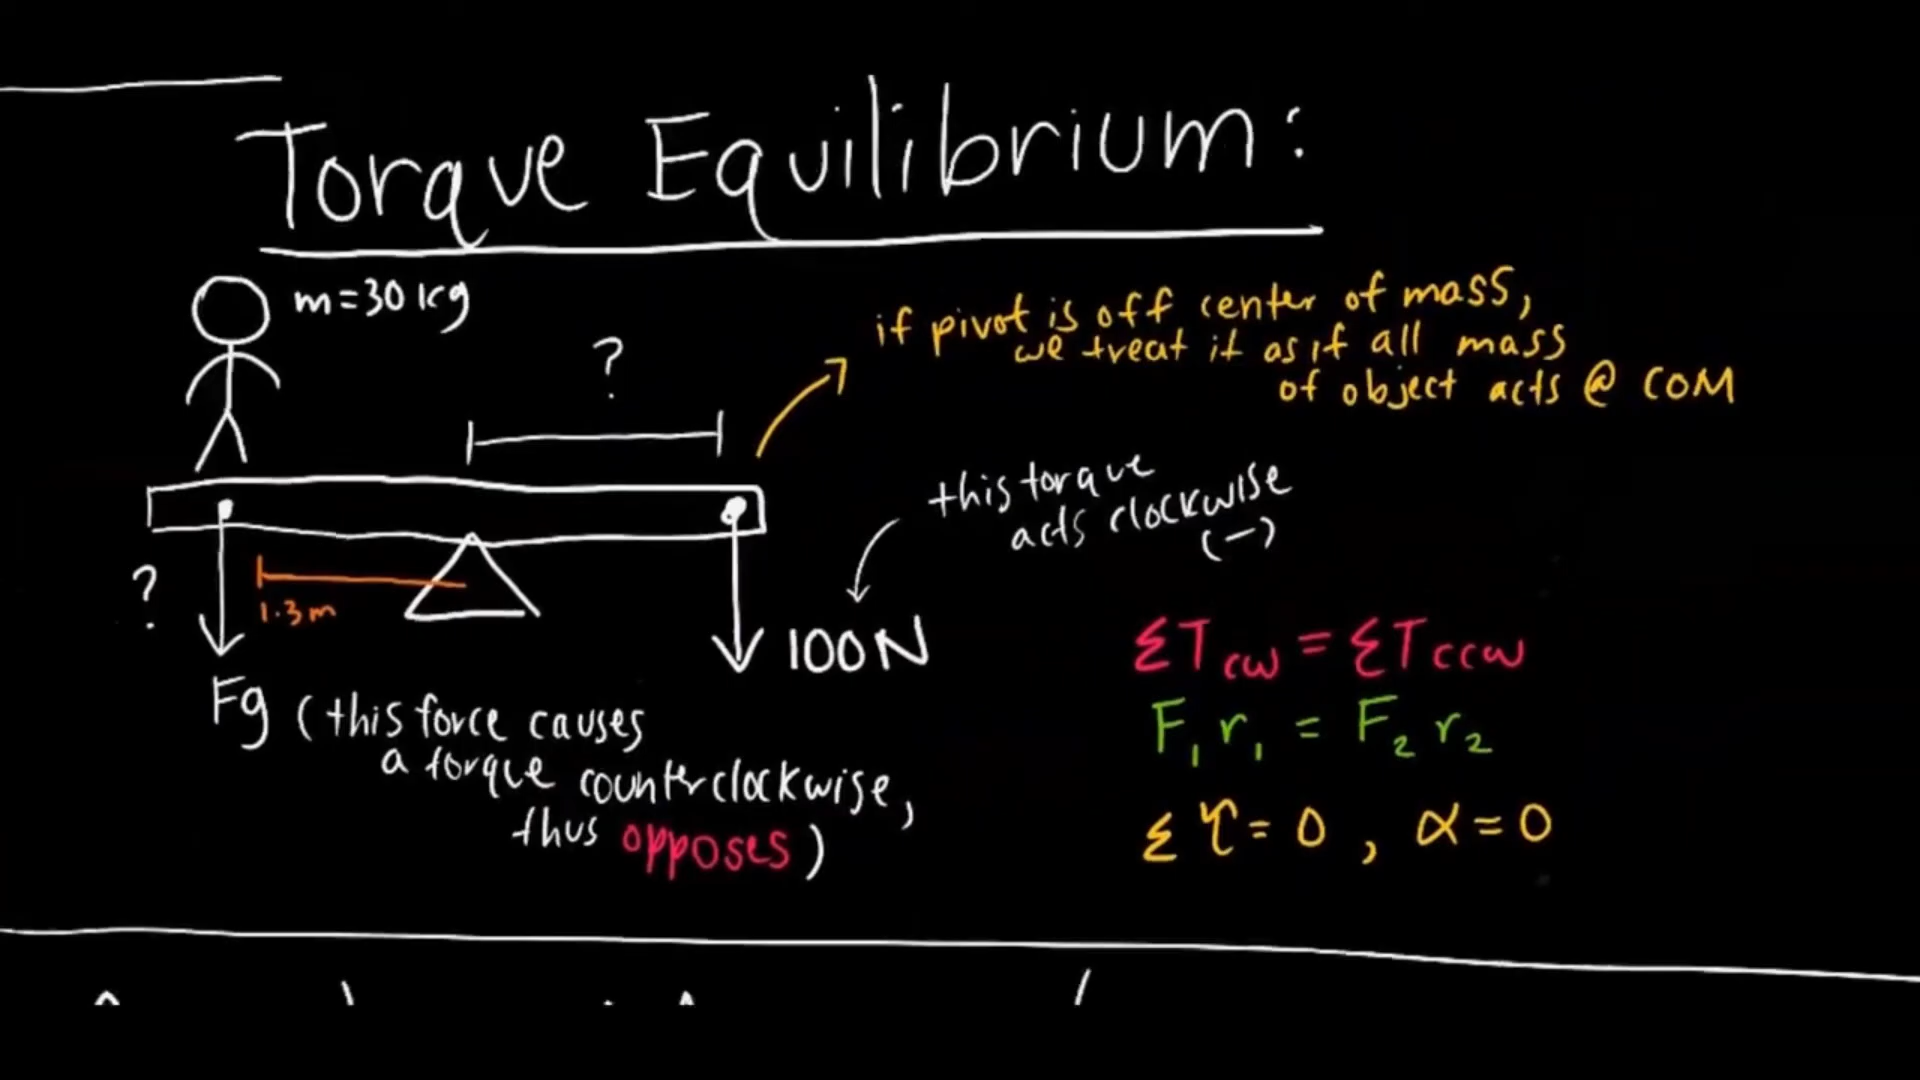 Torque Equilibrium:
m=30kg
if pivot is off center of mass,
we treat it as if all mass
of object acts @ COM
?
this torque
acts clockwise
(-)
?
1.3m
100N
Fg (this force causes
a torque counterclockwise,
thus opposes)
ΣTcw = ΣTccw
F₁r₁ = F₂r₂
Στ=0, α=0